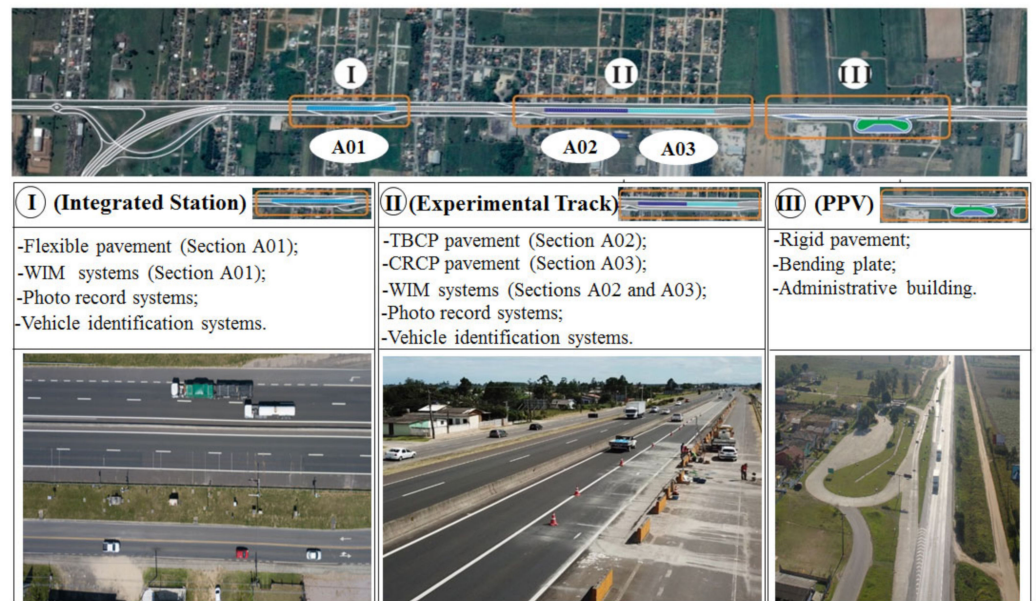 I
II
III
A01
A02
A03
I (Integrated Station)
-Flexible pavement (Section A01);
-WIM systems (Section A01);
-Photo record systems;
-Vehicle identification systems.
II (Experimental Track)
-TBCP pavement (Section A02);
-CRCP pavement (Section A03);
-WIM systems (Sections A02 and A03);
-Photo record systems;
-Vehicle identification systems.
III (PPV)
-Rigid pavement;
-Bending plate;
-Administrative building.